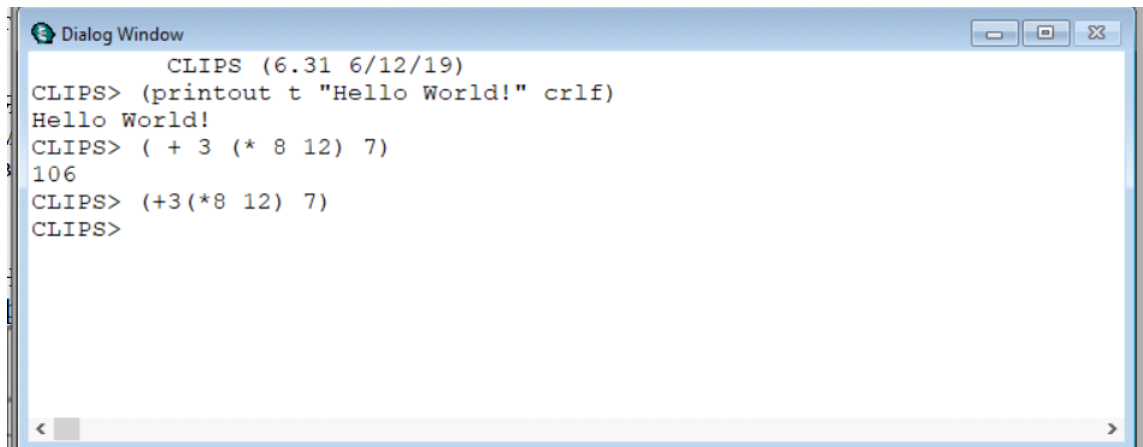 Dialog Window
CLIPS (6.31 6/12/19)
CLIPS> (printout t "Hello World!" crlf)
Hello World!
CLIPS> ( + 3 (* 8 12) 7)
106
CLIPS> (+3(*8 12) 7)
CLIPS>